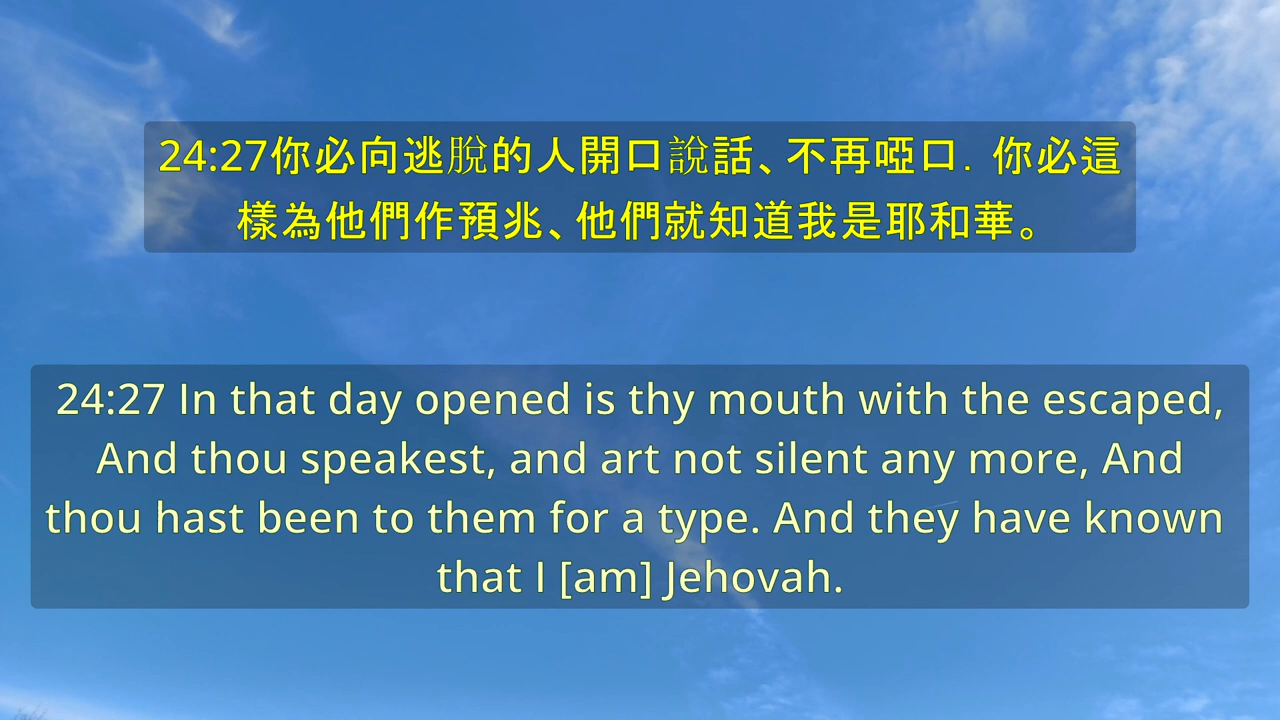 24:27你必向逃脫的人開口說話、不再啞口．你必這
樣為他們作預兆、他們就知道我是耶和華。
24:27 In that day opened is thy mouth with the escaped,
And thou speakest, and art not silent any more, And
thou hast been to them for a type. And they have known
that I [am] Jehovah.